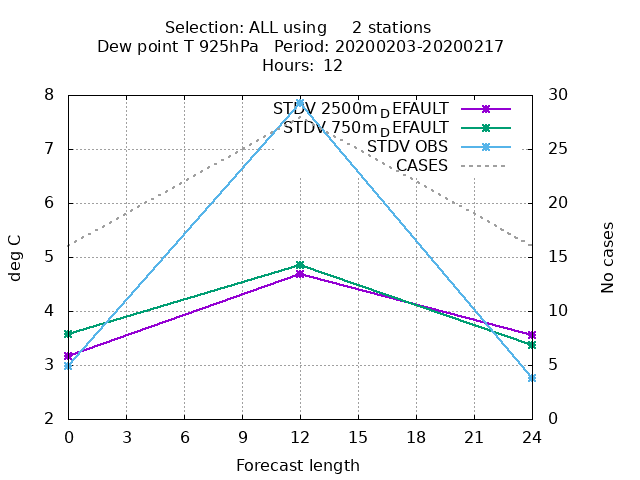 Selection: ALL using     2 stations
Dew point T 925hPa   Period: 20200203-20200217
Hours: 12
STDV 2500m_DEFAULT
STDV 750m_DEFAULT
STDV OBS
CASES
deg C
8
7
6
5
4
3
2
30
25
20
15
10
5
0
No cases
0 3 6 9 12 15 18 21 24
Forecast length